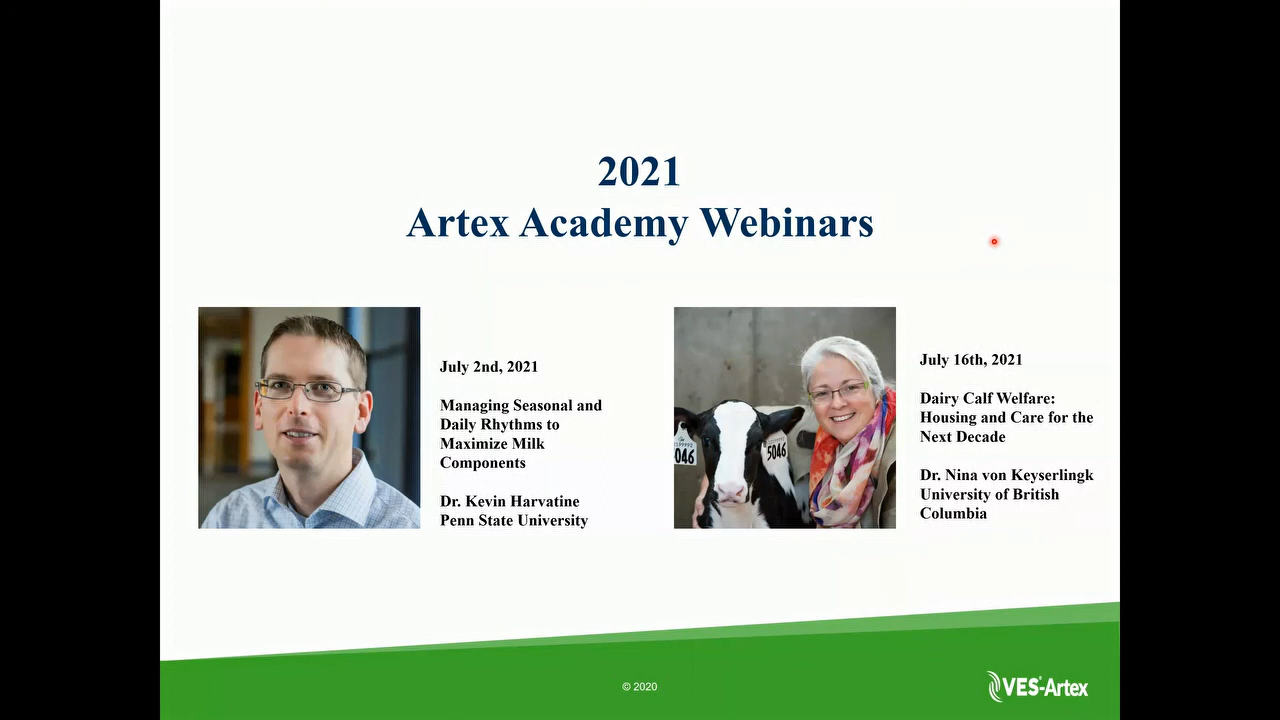 2021
Artex Academy Webinars
July 2nd, 2021
Managing Seasonal and
Daily Rhythms to
Maximize Milk
Components
Dr. Kevin Harvatine
Penn State University
046
5046
July 16th, 2021
Dairy Calf Welfare:
Housing and Care for the
Next Decade
Dr. Nina von Keyserlingk
University of British
Columbia
© 2020
VES-Artex